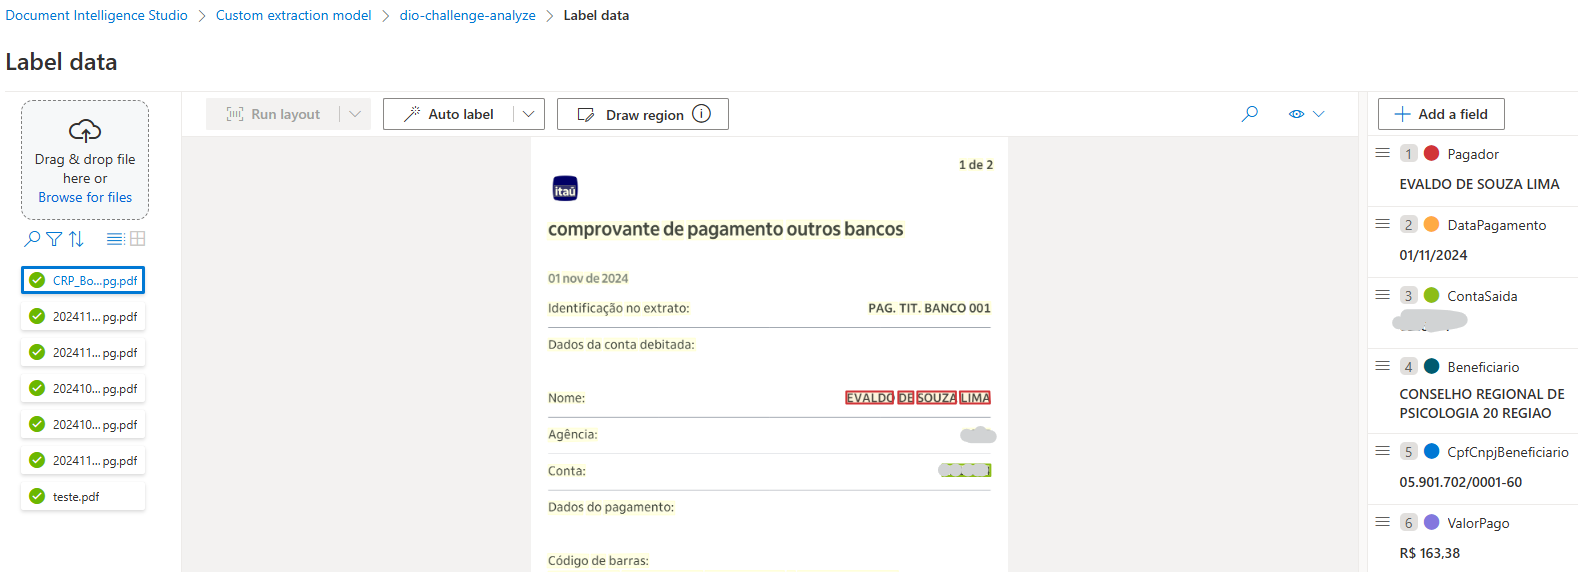 Document Intelligence Studio > Custom extraction model > dio-challenge-analyze > Label data
Label data
Drag & drop file
here or
Browse for files
CRP_Bo...pg.pdf
202411...pg.pdf
202411...pg.pdf
202410...pg.pdf
202410...pg.pdf
202411...pg.pdf
teste.pdf
Run layout
Auto label
Draw region
1 de 2
itaú
comprovante de pagamento outros bancos
01 nov de 2024
Identificação no extrato: PAG. TIT. BANCO 001
Dados da conta debitada:
Nome: EVALDO DE SOUZA LIMA
Agência:
Conta:
Dados do pagamento:
Código de barras:
Add a field
1 Pagador
EVALDO DE SOUZA LIMA
2 DataPagamento
01/11/2024
3 ContaSaida
4 Beneficiario
CONSELHO REGIONAL DE
PSICOLOGIA 20 REGIAO
5 CpfCnpjBeneficiario
05.901.702/0001-60
6 ValorPago
R$ 163,38